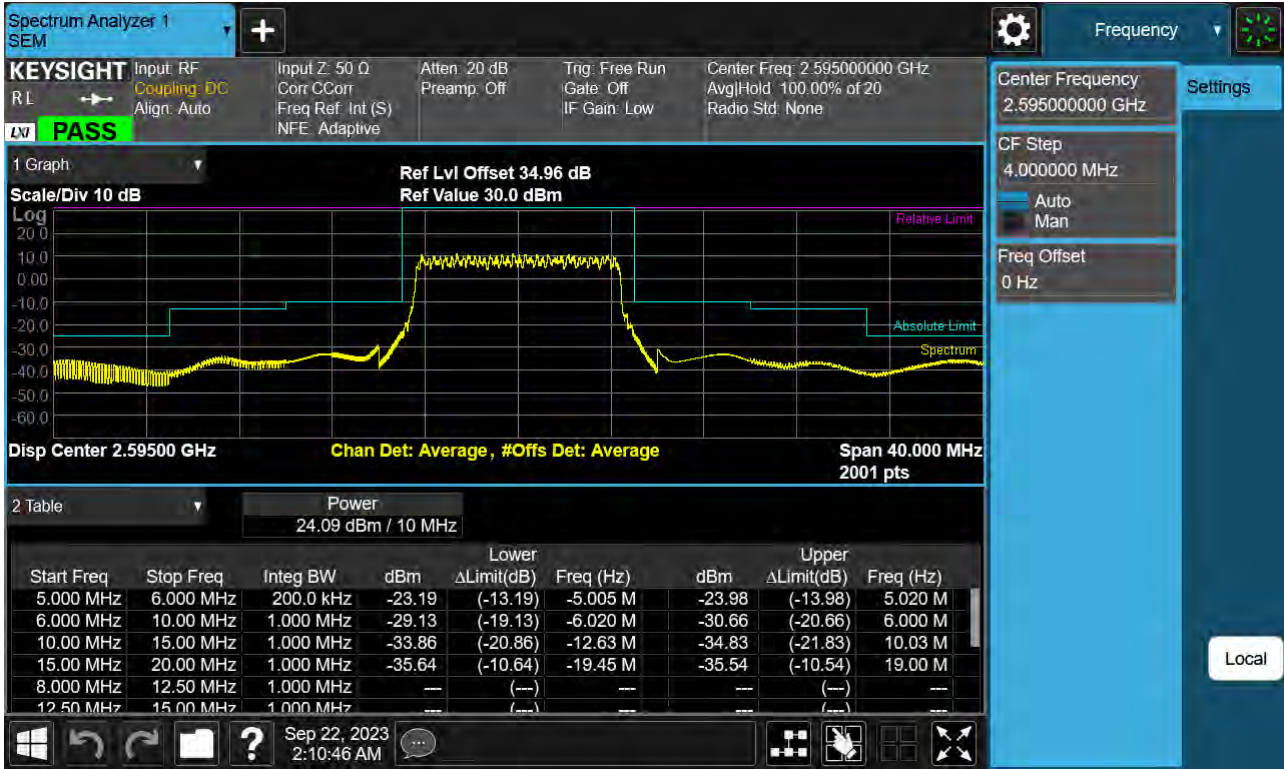 Spectrum Analyzer 1
SEM
Frequency
KEYSIGHT
R L
LXI
PASS
Input: RF
Coupling: DC
Align: Auto
Input Z: 50 Ω
Corr CCorr
Freq Ref: Int (S)
NFE: Adaptive
Atten: 20 dB
Preamp: Off
Trig: Free Run
Gate: Off
IF Gain: Low
Center Freq: 2.595000000 GHz
Avg|Hold: 100.00% of 20
Radio Std: None
Center Frequency
2.595000000 GHz
Settings
CF Step
4.000000 MHz
Auto
Man
Freq Offset
0 Hz
1 Graph
Ref Lvl Offset 34.96 dB
Scale/Div 10 dB
Ref Value 30.0 dBm
Log
20.0
10.0
0.00
-10.0
-20.0
-30.0
-40.0
-50.0
-60.0
Relative Limit
Absolute Limit
Spectrum
Disp Center 2.59500 GHz
Chan Det: Average, #Offs Det: Average
Span 40.000 MHz
2001 pts
2 Table
Power
24.09 dBm / 10 MHz
Lower Upper
Start Freq Stop Freq Integ BW dBm ΔLimit(dB) Freq (Hz) dBm ΔLimit(dB) Freq (Hz)
5.000 MHz 6.000 MHz 200.0 kHz -23.19 (-13.19) -5.005 M -23.98 (-13.98) 5.020 M
6.000 MHz 10.00 MHz 1.000 MHz -29.13 (-19.13) -6.020 M -30.66 (-20.66) 6.000 M
10.00 MHz 15.00 MHz 1.000 MHz -33.86 (-20.86) -12.63 M -34.83 (-21.83) 10.03 M
15.00 MHz 20.00 MHz 1.000 MHz -35.64 (-10.64) -19.45 M -35.54 (-10.54) 19.00 M
8.000 MHz 12.50 MHz 1.000 MHz --- (---) --- --- (---) ---
12.50 MHz 15.00 MHz 1.000 MHz --- (---) --- --- (---) ---
Local
?
Sep 22, 2023
2:10:46 AM